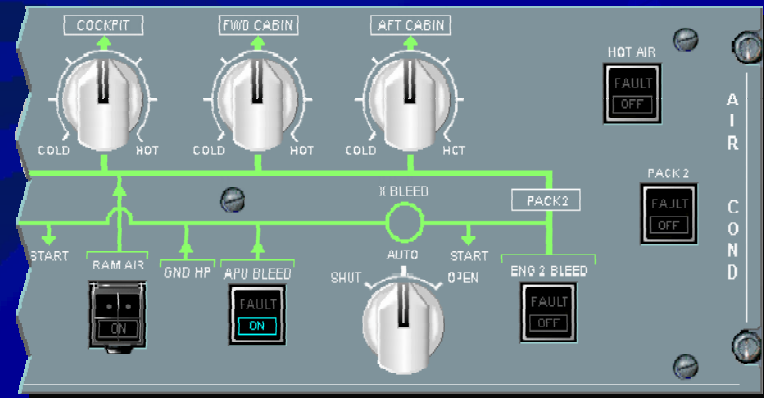 COCKPIT
FWD CABIN
AFT CABIN
HOT AIR
FAULT
OFF
AIR COND
COLD
HOT
COLD
HOT
COLD
HOT
PACK 2
FAULT
OFF
X BLEED
PACK 2
START
RAM AIR
GND HP
APU BLEED
AUTO
START
SHUT
OPEN
ENG 2 BLEED
ON
FAULT
ON
FAULT
OFF